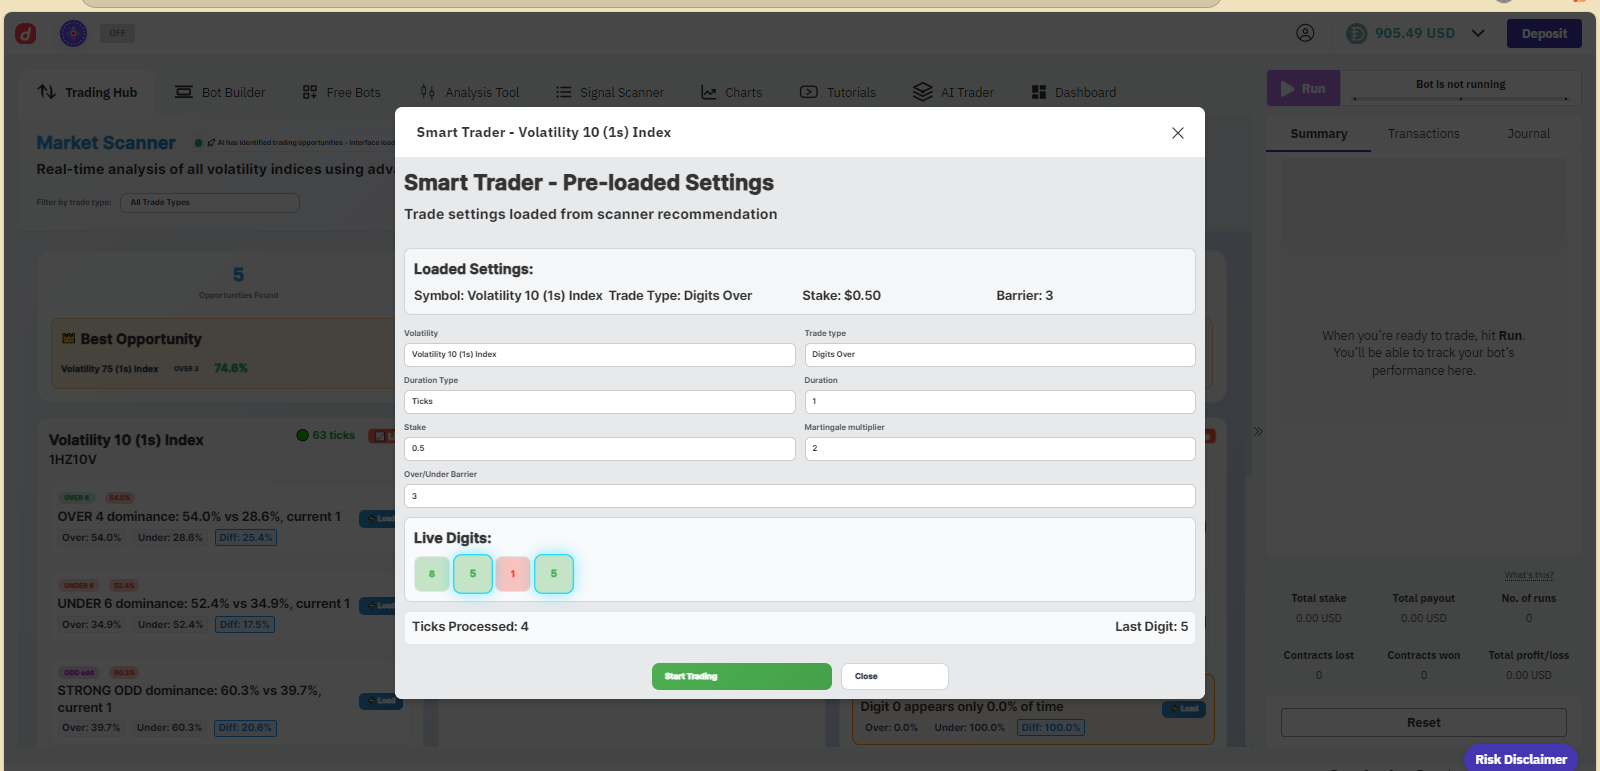 OFF
905.49 USD
Deposit
Trading Hub
Bot Builder
Free Bots
Analysis Tool
Signal Scanner
Charts
Tutorials
AI Trader
Dashboard
Run
Bot is not running
Summary
Transactions
Journal
Market Scanner
AI has identified trading opportunities - Interface load
Real-time analysis of all volatility indices using adv
Filter by trade type:
All Trade Types
5
Opportunities Found
Best Opportunity
Volatility 75 (1s) Index
OVER 3
74.6%
Volatility 10 (1s) Index
63 ticks
1HZ10V
OVER 4
54.0%
OVER 4 dominance: 54.0% vs 28.6%, current 1
Load
Over: 54.0%
Under: 28.6%
Diff: 25.4%
UNDER 6
52.4%
UNDER 6 dominance: 52.4% vs 34.9%, current 1
Load
Over: 34.9%
Under: 52.4%
Diff: 17.5%
ODD odd
60.3%
STRONG ODD dominance: 60.3% vs 39.7%,
current 1
Load
Over: 39.7%
Under: 60.3%
Diff: 20.6%
Smart Trader - Volatility 10 (1s) Index
Smart Trader - Pre-loaded Settings
Trade settings loaded from scanner recommendation
Loaded Settings:
Symbol: Volatility 10 (1s) Index
Trade Type: Digits Over
Stake: $0.50
Barrier: 3
Volatility
Trade type
Volatility 10 (1s) Index
Digits Over
Duration Type
Duration
Ticks
1
Stake
Martingale multiplier
0.5
2
Over/Under Barrier
3
Live Digits:
8
5
1
5
Ticks Processed: 4
Last Digit: 5
Start Trading
Close
Digit 0 appears only 0.0% of time
Load
Over: 0.0%
Under: 100.0%
Diff: 100.0%
When you're ready to trade, hit Run.
You'll be able to track your bot's
performance here.
What's this?
Total stake
Total payout
No. of runs
0.00 USD
0.00 USD
0
Contracts lost
Contracts won
Total profit/loss
0
0
0.00 USD
Reset
Risk Disclaimer